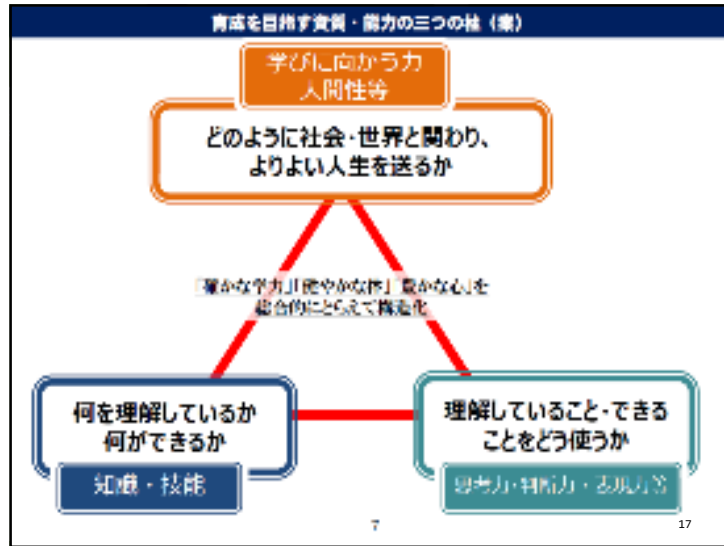 育成を目指す資質・能力の三つの柱（案）
学びに向かう力
人間性等
どのように社会・世界と関わり、
よりよい人生を送るか
「確かな学力」「健やかな体」「豊かな心」を
総合的にとらえて構造化
何を理解しているか
何ができるか
知識・技能
理解していること・できる
ことをどう使うか
思考力・判断力・表現力等
7
17